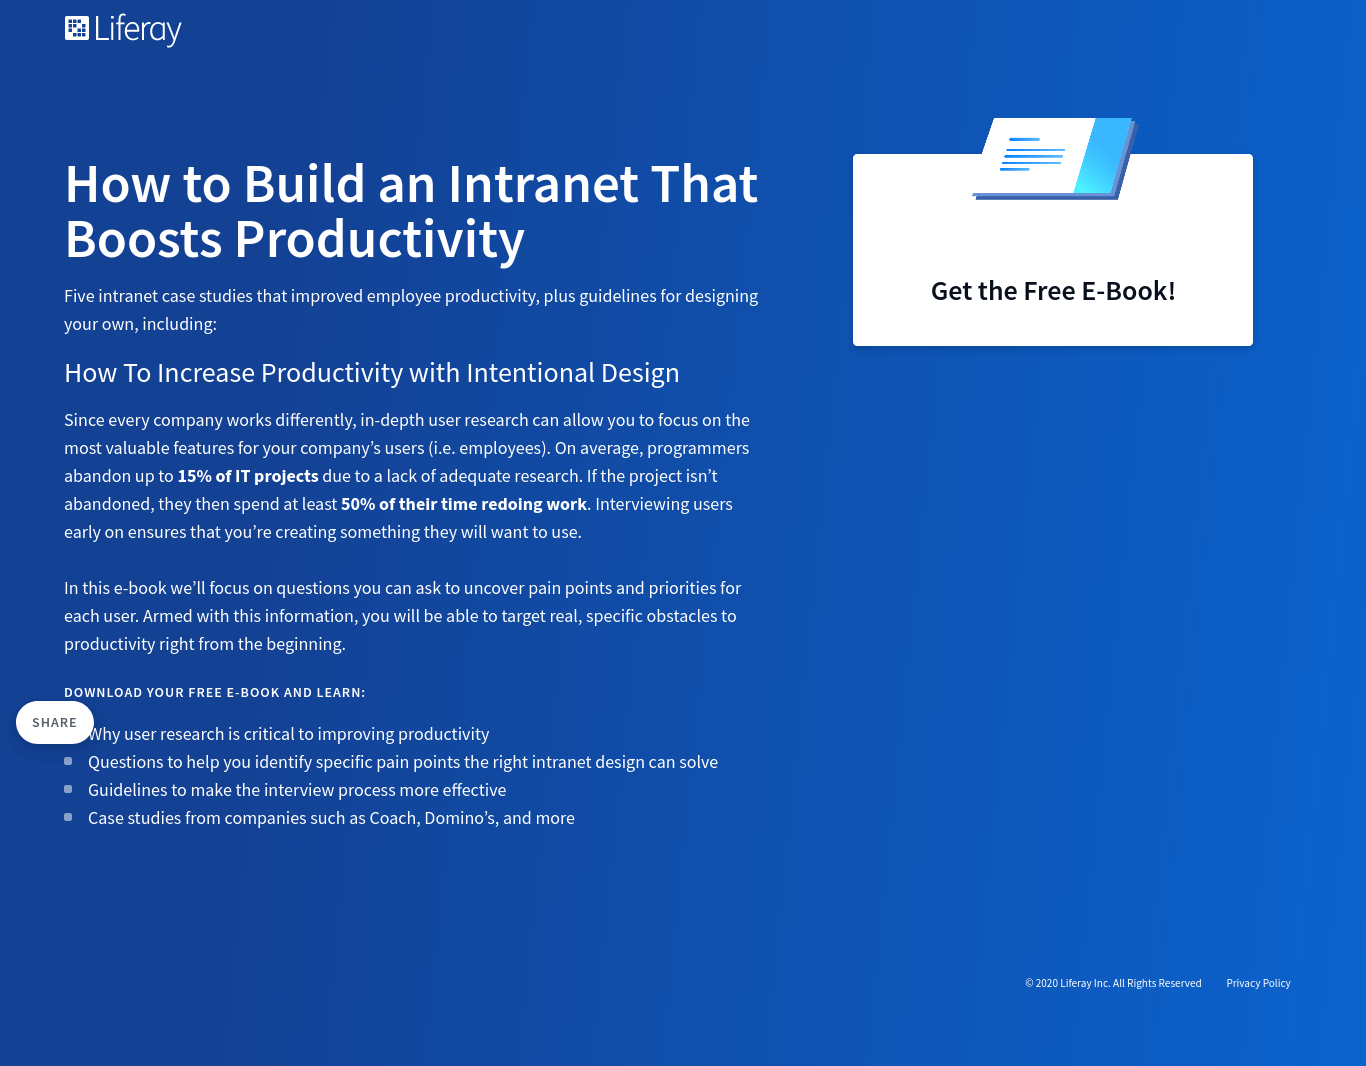 Liferay
How to Build an Intranet That
Boosts Productivity
Five intranet case studies that improved employee productivity, plus guidelines for designing
your own, including:
How To Increase Productivity with Intentional Design
Since every company works differently, in-depth user research can allow you to focus on the
most valuable features for your company’s users (i.e. employees). On average, programmers
abandon up to 15% of IT projects due to a lack of adequate research. If the project isn’t
abandoned, they then spend at least 50% of their time redoing work. Interviewing users
early on ensures that you’re creating something they will want to use.
In this e-book we’ll focus on questions you can ask to uncover pain points and priorities for
each user. Armed with this information, you will be able to target real, specific obstacles to
productivity right from the beginning.
DOWNLOAD YOUR FREE E-BOOK AND LEARN:
SHARE
Why user research is critical to improving productivity
Questions to help you identify specific pain points the right intranet design can solve
Guidelines to make the interview process more effective
Case studies from companies such as Coach, Domino’s, and more
Get the Free E-Book!
© 2020 Liferay Inc. All Rights Reserved
Privacy Policy